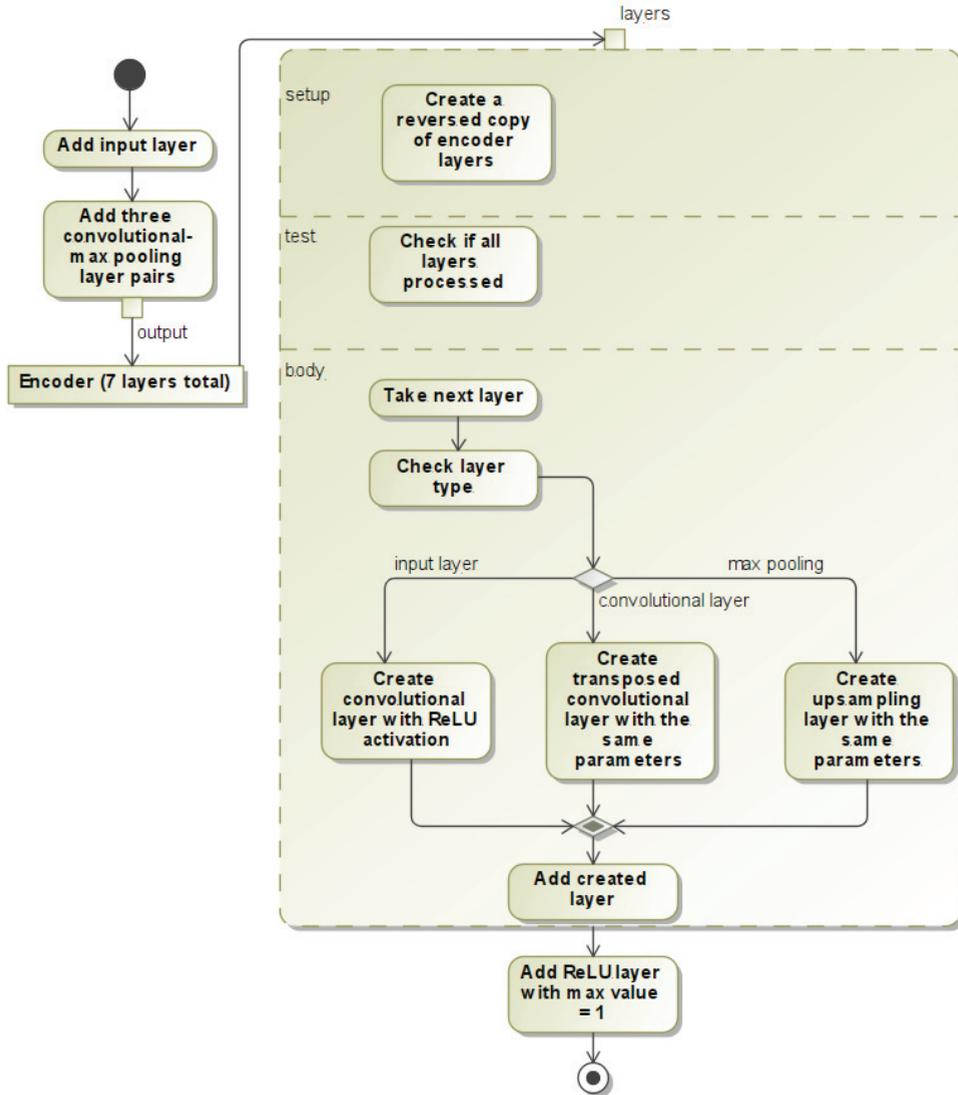 layers
setup
Create a
reversed copy
of encoder
layers
Add input layer
Add three
convolutional-
max pooling
layer pairs
output
Encoder (7 layers total)
test
Check if all
layers
processed
body
Take next layer
Check layer
type
input layer
max pooling
convolutional layer
Create
convolutional
layer with ReLU
activation
Create
transposed
convolutional
layer with the
same
parameters
Create
upsampling
layer with the
same
parameters
Add created
layer
Add ReLU layer
with max value
= 1